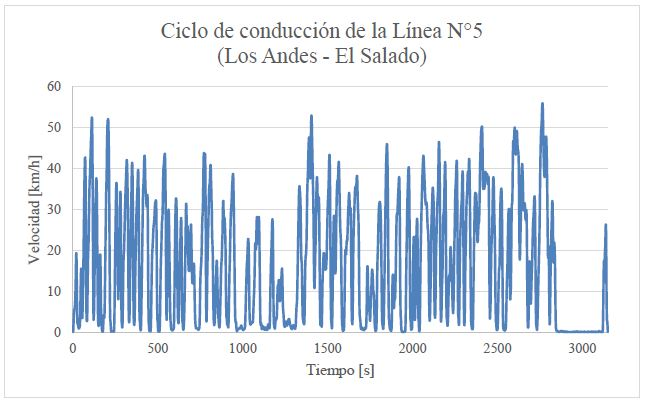 Ciclo de conducción de la Línea N°5
(Los Andes - El Salado)
60
50
40
30
20
10
0
Velocidad [km/h]
0 500 1000 1500 2000 2500 3000
Tiempo [s]